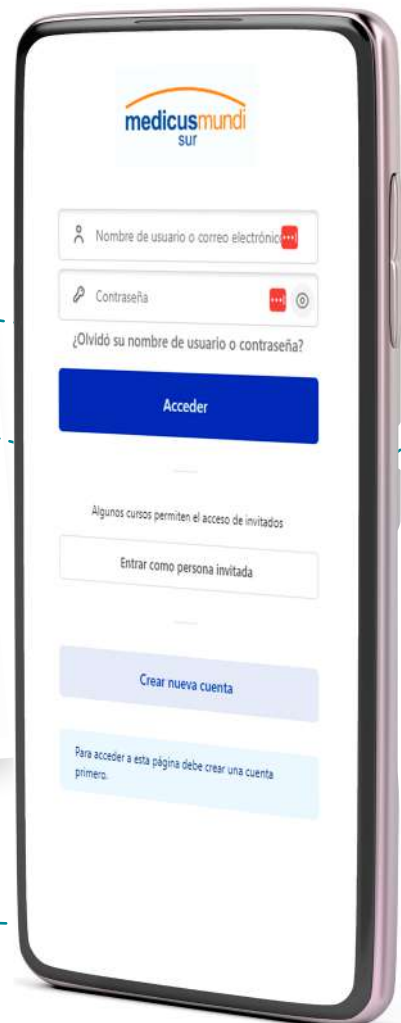 medicusmundi
sur
Nombre de usuario o correo electrónico
Contraseña
¿Olvidó su nombre de usuario o contraseña?
Acceder
Algunos cursos permiten el acceso de invitados
Entrar como persona invitada
Crear nueva cuenta
Para acceder a esta página debe crear una cuenta
primero.